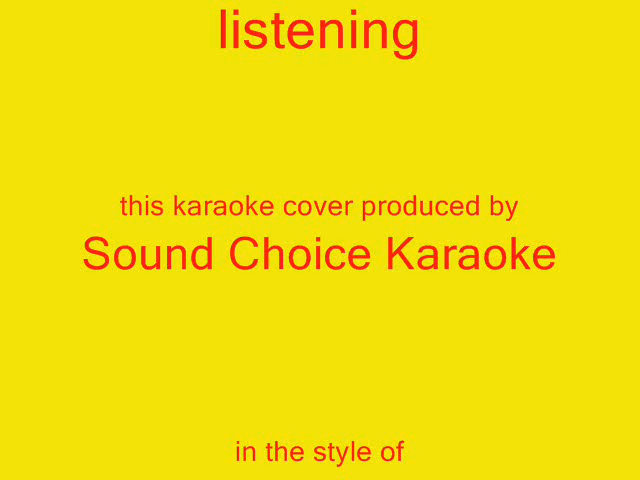 listening
this karaoke cover produced by
Sound Choice Karaoke
in the style of